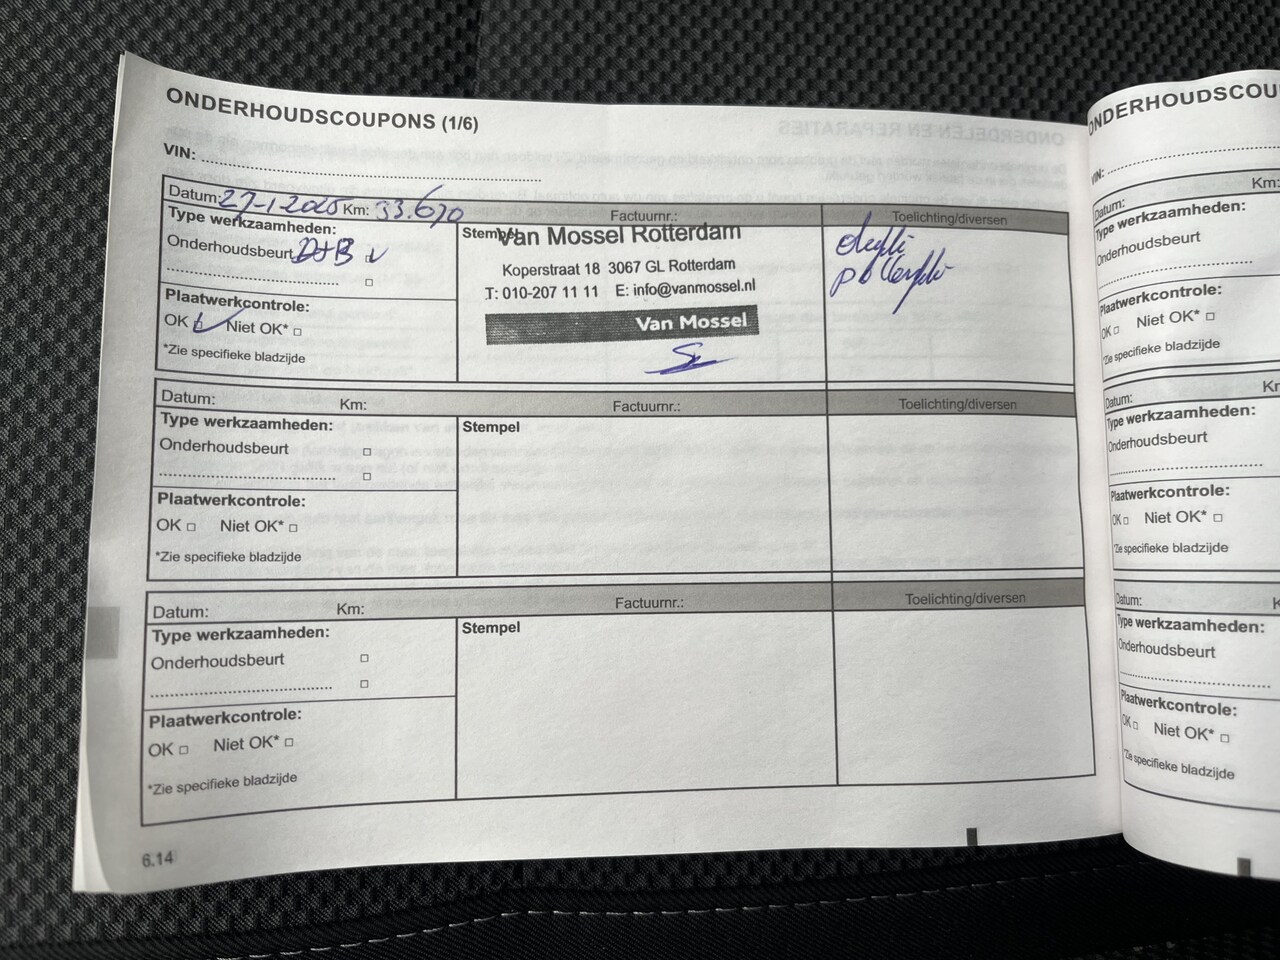 ONDERHOUDSCOUPONS (1/6)
VIN:
Datum: 27-1-2025 Km: 33.670 Factuurnr.: Toelichting/diversen
Type werkzaamheden:
Onderhoudsbeurt D+B
Plaatwerkcontrole:
OK Niet OK*
*Zie specifieke bladzijde
Stempel
Van Mossel Rotterdam
Koperstraat 18 3067 GL Rotterdam
T: 010-207 11 11 E: info@vanmossel.nl
Van Mossel
Datum: Km: Factuurnr.: Toelichting/diversen
Type werkzaamheden:
Onderhoudsbeurt
Plaatwerkcontrole:
OK Niet OK*
*Zie specifieke bladzijde
Stempel
Datum: Km: Factuurnr.: Toelichting/diversen
Type werkzaamheden:
Onderhoudsbeurt
Plaatwerkcontrole:
OK Niet OK*
*Zie specifieke bladzijde
Stempel
6.14
ONDERHOUDSCOU
VIN:
Datum: Km:
Type werkzaamheden:
Onderhoudsbeurt
Plaatwerkcontrole:
OK Niet OK*
*Zie specifieke bladzijde
Datum:
Type werkzaamheden:
Onderhoudsbeurt
Plaatwerkcontrole:
OK Niet OK*
*Zie specifieke bladzijde
Datum:
Type werkzaamheden:
Onderhoudsbeurt
Plaatwerkcontrole:
OK Niet OK*
*Zie specifieke bladzijde